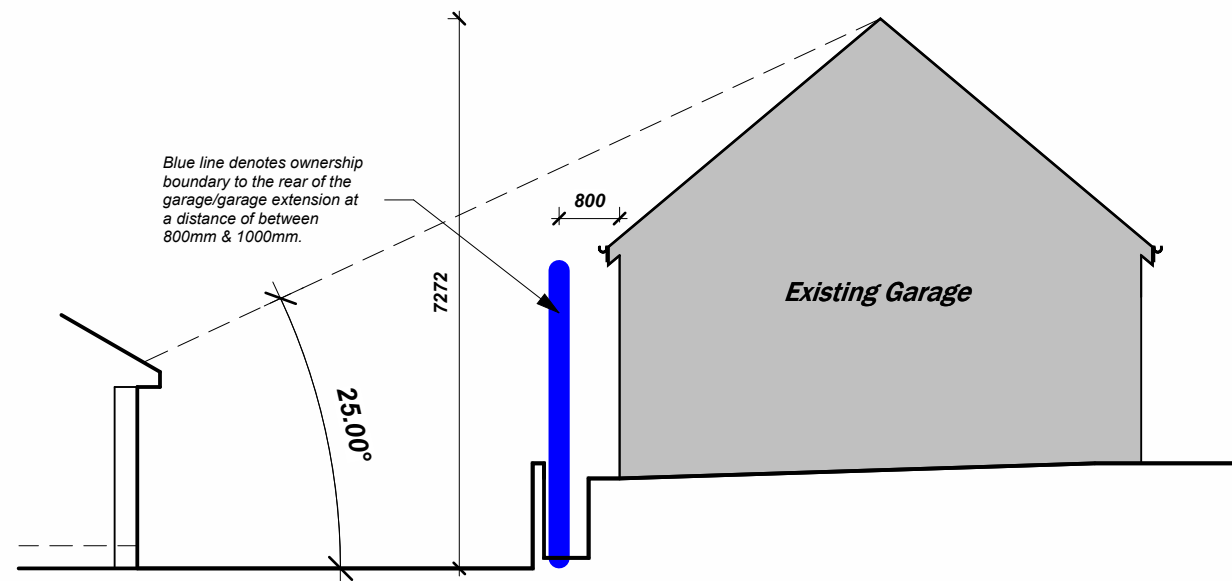 Blue line denotes ownership
boundary to the rear of the
garage/garage extension at
a distance of between
800mm & 1000mm.
800
7272
Existing Garage
25.00°